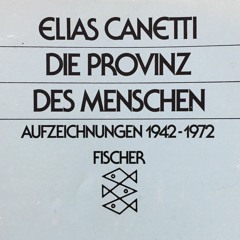 ELIAS CANETTI
DIE PROVINZ
DES MENSCHEN
AUFZEICHNUNGEN 1942-1972
FISCHER